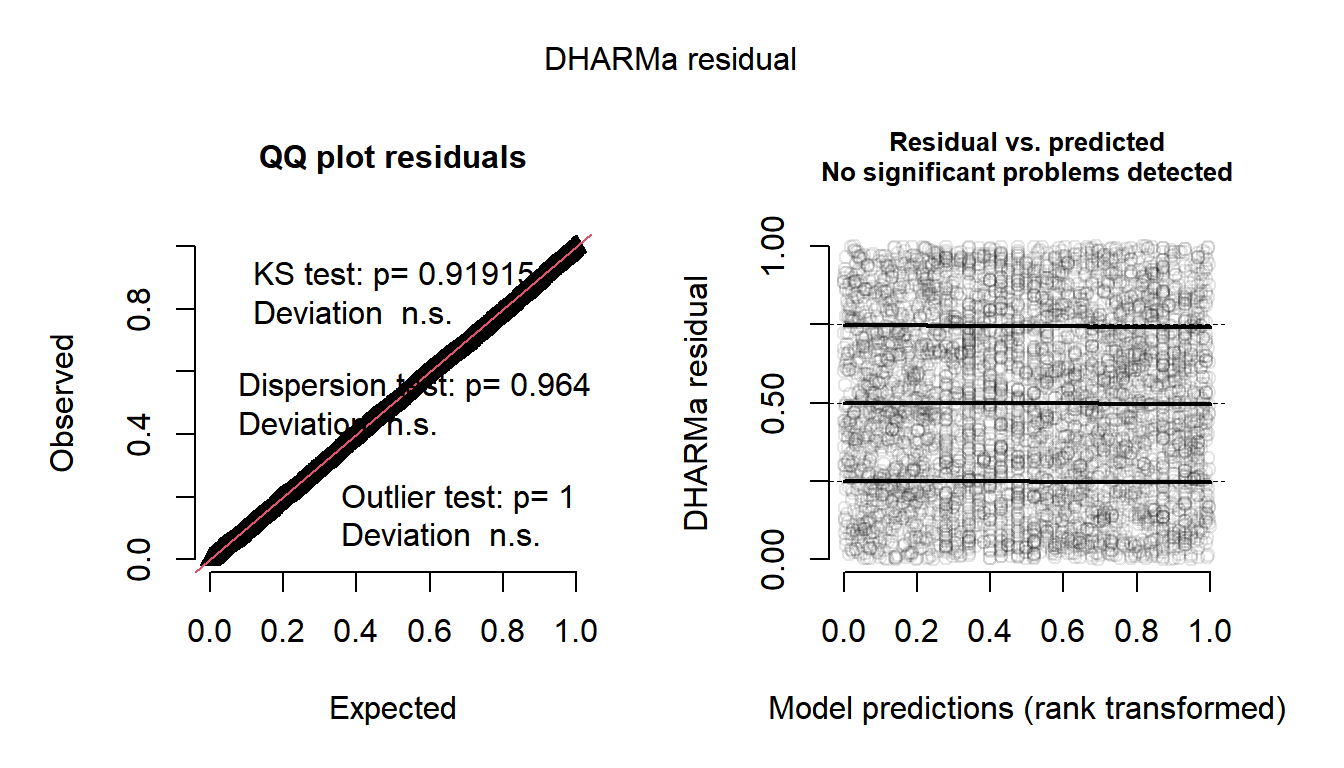 DHARMa residual
QQ plot residuals
KS test: p= 0.91915
Deviation  n.s.
Dispersion test: p= 0.964
Deviation  n.s.
Outlier test: p= 1
Deviation  n.s.
Observed
0.0
0.4
0.8
0.0 0.2 0.4 0.6 0.8 1.0
Expected
Residual vs. predicted
No significant problems detected
DHARMa residual
0.00
0.50
1.00
0.0 0.2 0.4 0.6 0.8 1.0
Model predictions (rank transformed)